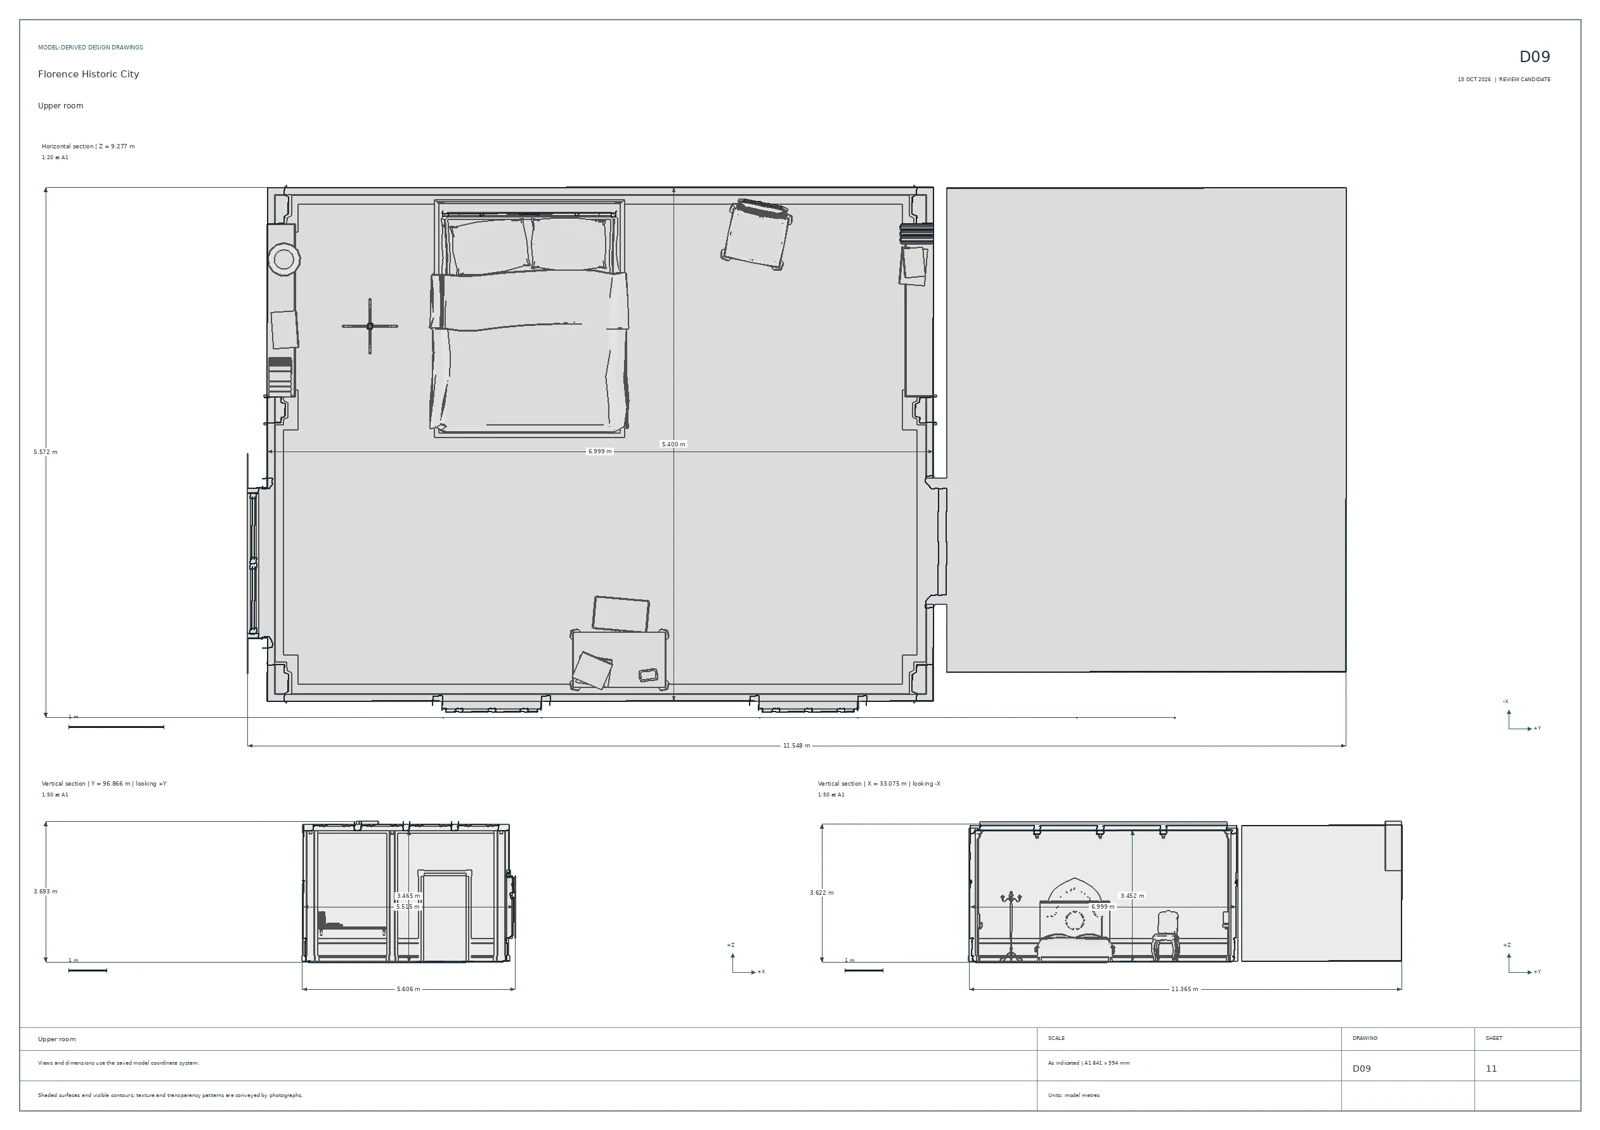 MODEL-DERIVED DESIGN DRAWINGS
Florence Historic City
Upper room
D09
15 OCT 2026 | REVIEW CANDIDATE
Horizontal section | Z = 9.277 m
1:20 at A1
5.572 m
5.400 m
6.999 m
1 m
11.548 m
-X
+Y
Vertical section | Y = 96.866 m | looking +Y
1:50 at A1
3.693 m
3.465 m
5.515 m
1 m
5.606 m
+Z
+X
Vertical section | X = 33.075 m | looking -X
1:50 at A1
3.622 m
3.452 m
6.999 m
1 m
11.365 m
+Z
+Y
Upper room
Views and dimensions use the saved model coordinate system.
Shaded surfaces and visible contours; texture and transparency patterns are conveyed by photographs.
SCALE
As indicated | A1 841 x 594 mm
Units: model metres
DRAWING
D09
SHEET
11